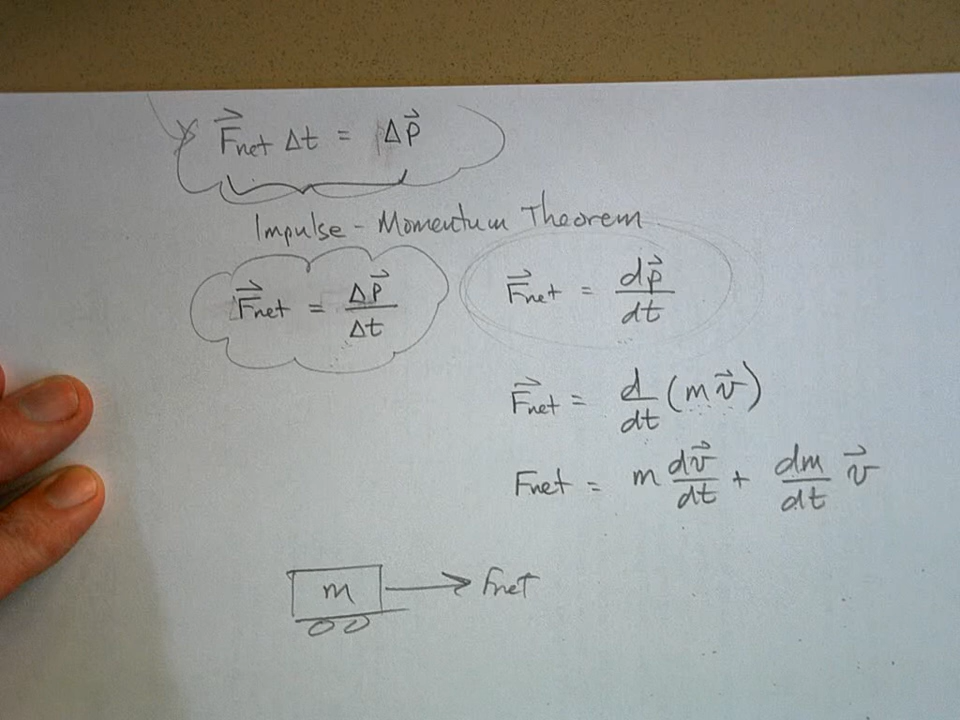 F⃗net Δt = Δp⃗
Impulse - Momentum Theorem
F⃗net = Δp⃗/Δt
F⃗net = dp⃗/dt
F⃗net = d/dt (mv⃗)
Fnet = m dv⃗/dt + dm/dt v⃗
m → Fnet